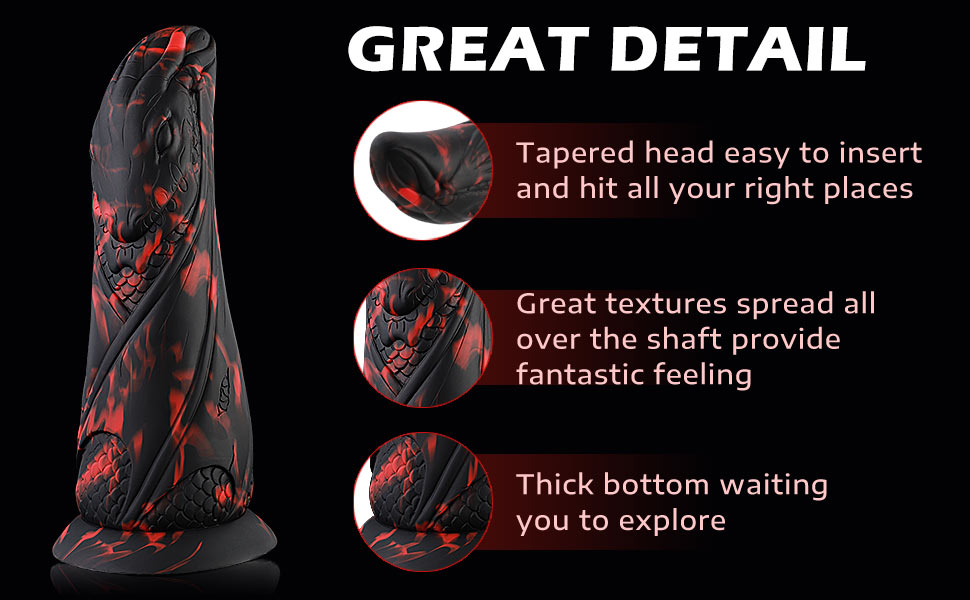 GREAT DETAIL
Tapered head easy to insert
and hit all your right places
Great textures spread all
over the shaft provide
fantastic feeling
Thick bottom waiting
you to explore